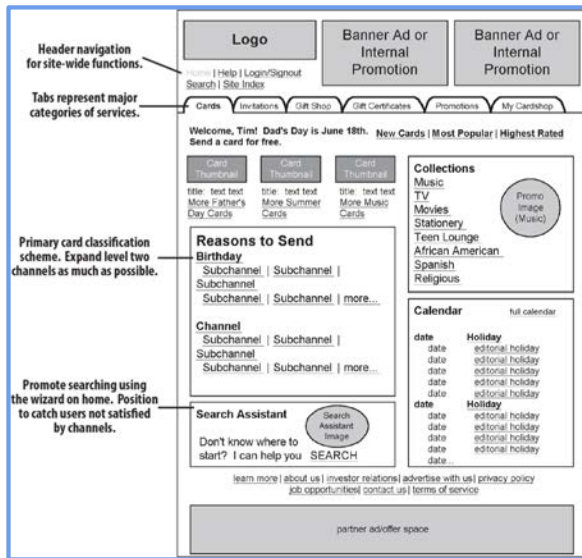 Header navigation
for site-wide functions.
Tabs represent major
categories of services.
Primary card classification
scheme. Expand level two
channels as much as possible.
Promote searching using
the wizard on home. Position
to catch users not satisfied
by channels.
Logo
Banner Ad or
Internal
Promotion
Banner Ad or
Internal
Promotion
Home | Help | Login/Signout
Search | Site Index
Cards Invitations Gift Shop Gift Certificates Promotions My Cardshop
Welcome, Tim! Dad's Day is June 18th.
Send a card for free.
New Cards | Most Popular | Highest Rated
Card
Thumbnail
title: text text
More Father's
Day Cards
Card
Thumbnail
title: text text
More Summer
Cards
Card
Thumbnail
title: text text
More Music
Cards
Reasons to Send
Birthday
Subchannel | Subchannel |
Subchannel
Subchannel | Subchannel | more...
Channel
Subchannel | Subchannel |
Subchannel
Subchannel | Subchannel | more...
Search Assistant
Don't know where to
start? I can help you SEARCH
Search
Assistant
Image
Collections
Music
TV
Movies
Stationery
Teen Lounge
African American
Spanish
Religious
Promo
Image
(Music)
Calendar full calendar
date Holiday
date editorial holiday
date editorial holiday
date editorial holiday
date editorial holiday
date editorial holiday
date Holiday
date editorial holiday
date editorial holiday
date editorial holiday
date editorial holiday
date...
learn more | about us | investor relations | advertise with us | privacy policy
job opportunities | contact us | terms of service
partner ad/offer space